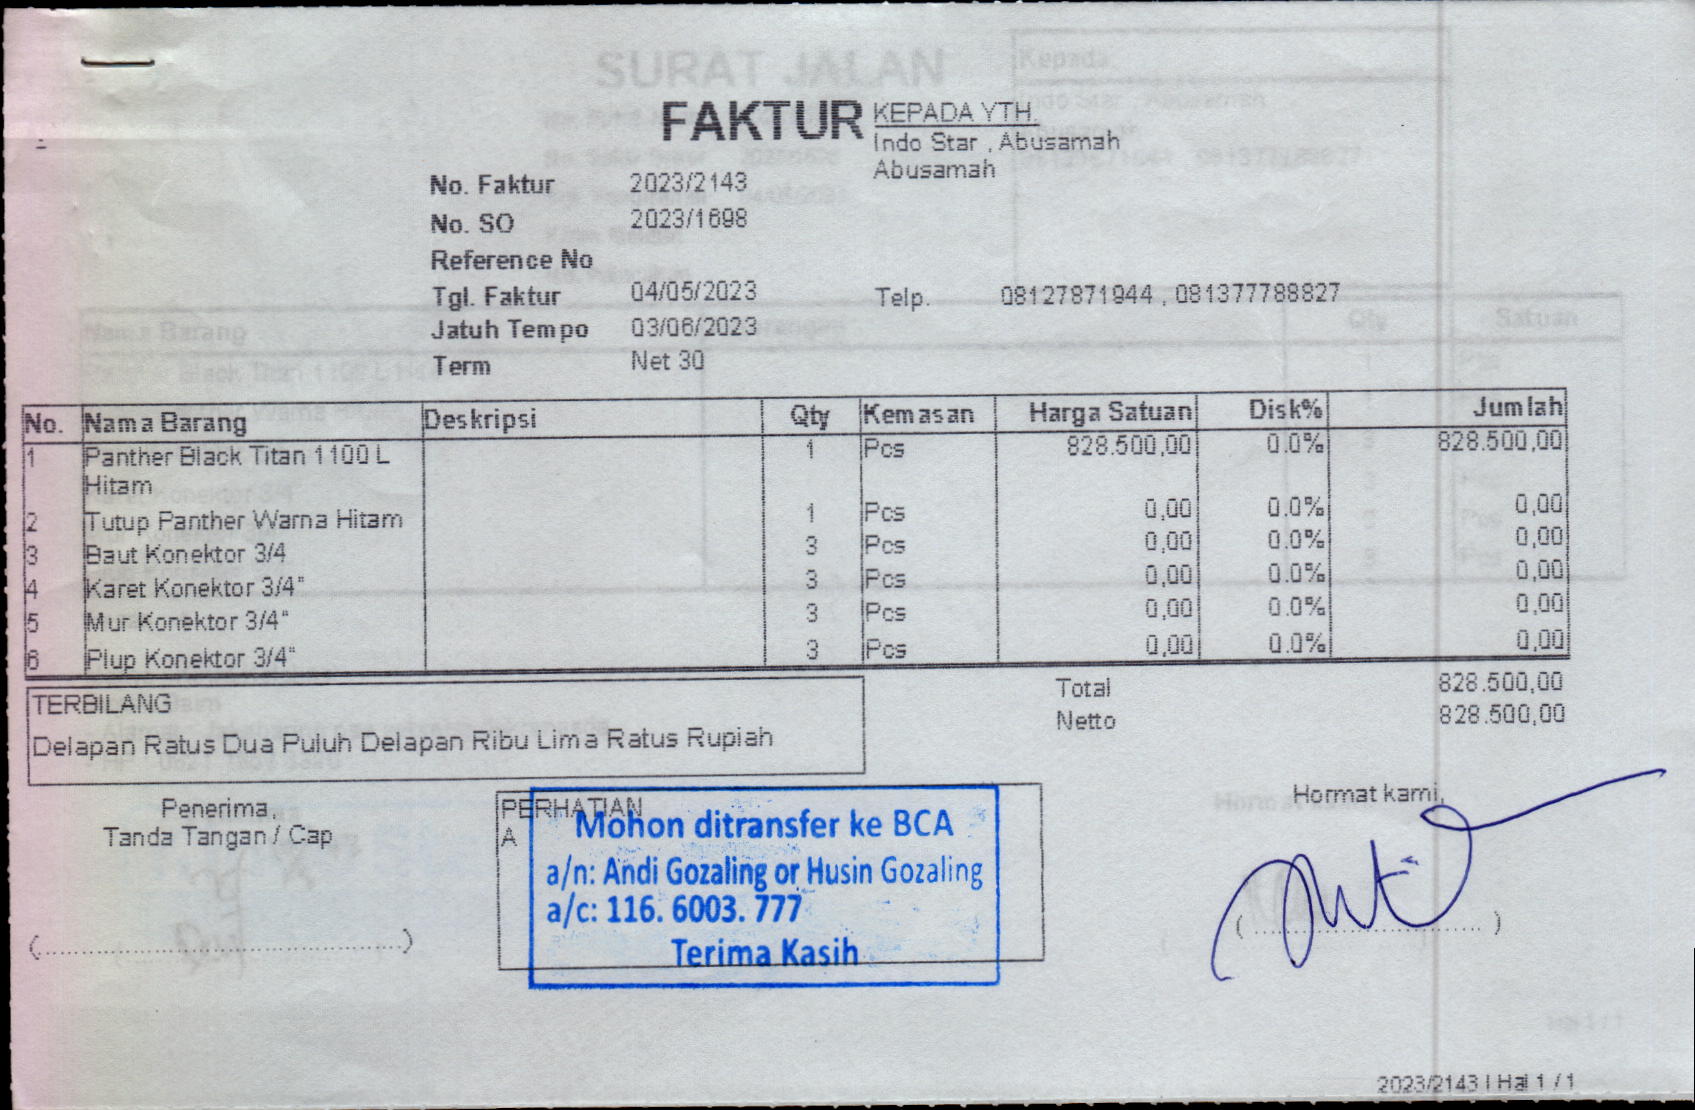 FAKTUR
KEPADA YTH.
Indo Star , Abusamah
Abusamah
No. Faktur 2023/2143
No. SO 2023/1698
Reference No
Tgl. Faktur 04/05/2023
Telp. 08127871944 , 081377788827
Jatuh Tempo 03/06/2023
Term Net 30
No. Nama Barang Deskripsi Qty Kemasan Harga Satuan Disk% Jumlah
1 Panther Black Titan 1100 L 1 Pcs 828.500,00 0.0% 828.500,00
Hitam
2 Tutup Panther Warna Hitam 1 Pcs 0,00 0.0% 0,00
3 Baut Konektor 3/4 3 Pcs 0,00 0.0% 0,00
4 Karet Konektor 3/4" 3 Pcs 0,00 0.0% 0,00
5 Mur Konektor 3/4" 3 Pcs 0,00 0.0% 0,00
6 Plup Konektor 3/4" 3 Pcs 0,00 0.0% 0,00
Total 828.500,00
Netto 828.500,00
TERBILANG
Delapan Ratus Dua Puluh Delapan Ribu Lima Ratus Rupiah
Penerima,
Tanda Tangan / Cap
PERHATIAN
A
Mohon ditransfer ke BCA
a/n: Andi Gozaling or Husin Gozaling
a/c: 116. 6003. 777
Terima Kasih
Hormat kami,
2023/2143 | Hal 1 / 1
SURAT JALAN
Kepada
Nama Barang
Qty Satuan